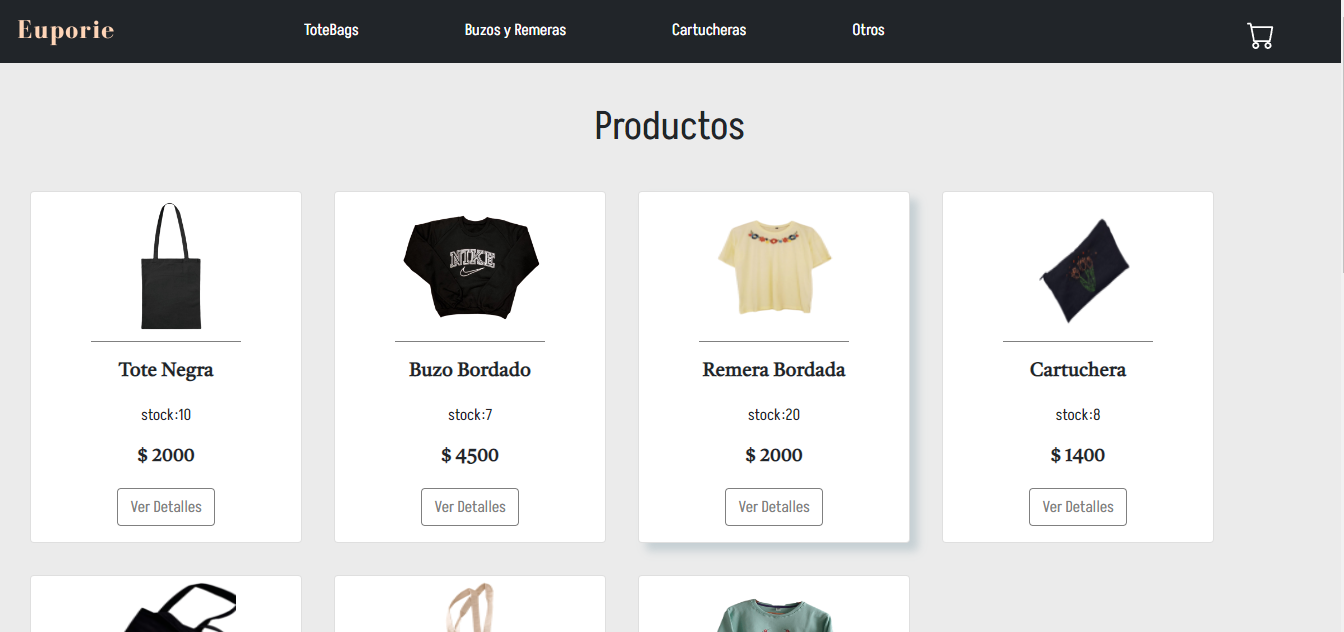 Euporie ToteBags Buzos y Remeras Cartucheras Otros
Productos
NIKE
Tote Negra
stock:10
$ 2000
Ver Detalles
Buzo Bordado
stock:7
$ 4500
Ver Detalles
Remera Bordada
stock:20
$ 2000
Ver Detalles
Cartuchera
stock:8
$ 1400
Ver Detalles